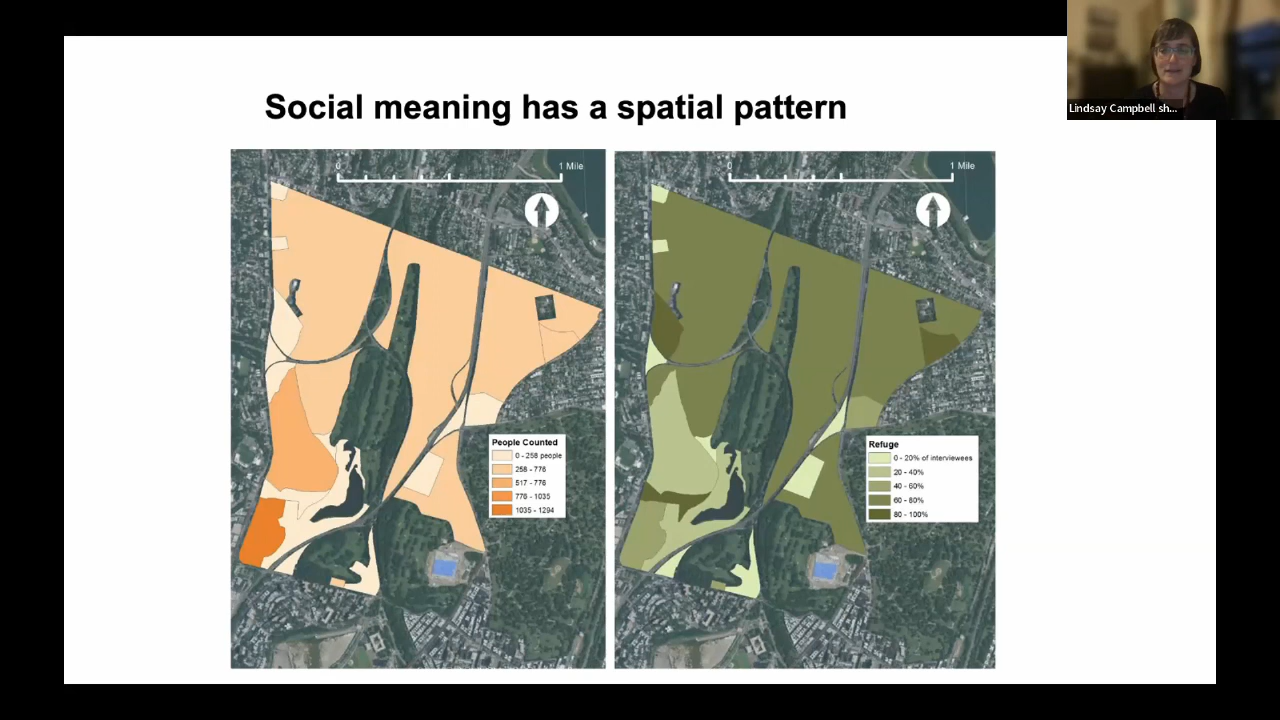 Lindsay Campbell sh...
Social meaning has a spatial pattern
0 1 Mile
People Counted
0 - 258 people
258 - 776
517 - 776
776 - 1035
1035 - 1294
0 1 Mile
Refuge
0 - 20% of interviewees
20 - 40%
40 - 60%
60 - 80%
80 - 100%